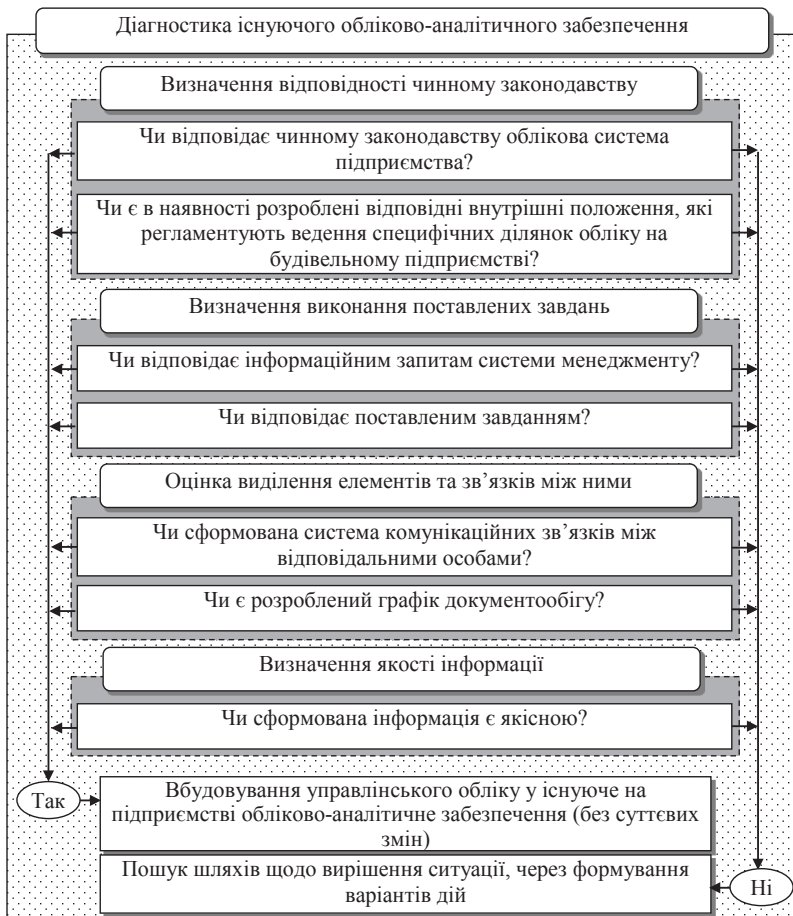 Діагностика існуючого обліково-аналітичного забезпечення
Визначення відповідності чинному законодавству
Чи відповідає чинному законодавству облікова система
підприємства?
Чи є в наявності розроблені відповідні внутрішні положення, які
регламентують ведення специфічних ділянок обліку на
будівельному підприємстві?
Визначення виконання поставлених завдань
Чи відповідає інформаційним запитам системи менеджменту?
Чи відповідає поставленим завданням?
Оцінка виділення елементів та зв’язків між ними
Чи сформована система комунікаційних зв’язків між
відповідальними особами?
Чи є розроблений графік документообігу?
Визначення якості інформації
Чи сформована інформація є якісною?
Так
Вбудовування управлінського обліку у існуюче на
підприємстві обліково-аналітичне забезпечення (без суттєвих
змін)
Пошук шляхів щодо вирішення ситуації, через формування
варіантів дій
Ні